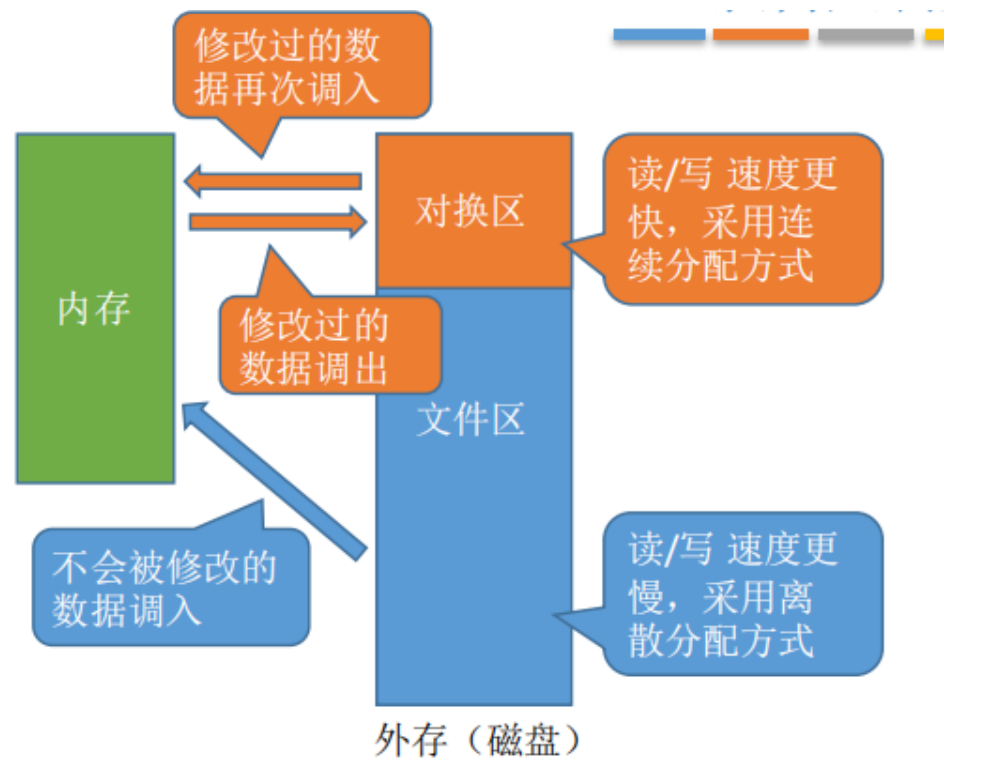 修改过的数
据再次调入
内存
对换区
读/写 速度更
快，采用连
续分配方式
修改过的
数据调出
文件区
不会被修改的
数据调入
读/写 速度更
慢，采用离
散分配方式
外存（磁盘）